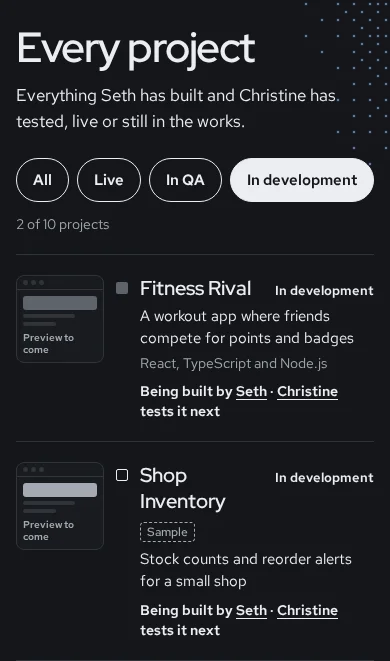 Every project
Everything Seth has built and Christine has
tested, live or still in the works.
All
Live
In QA
In development
2 of 10 projects
Preview to
come
Fitness Rival
In development
A workout app where friends
compete for points and badges
React, TypeScript and Node.js
Being built by Seth · Christine
tests it next
Preview to
come
Shop
Inventory
In development
Sample
Stock counts and reorder alerts
for a small shop
Being built by Seth · Christine
tests it next